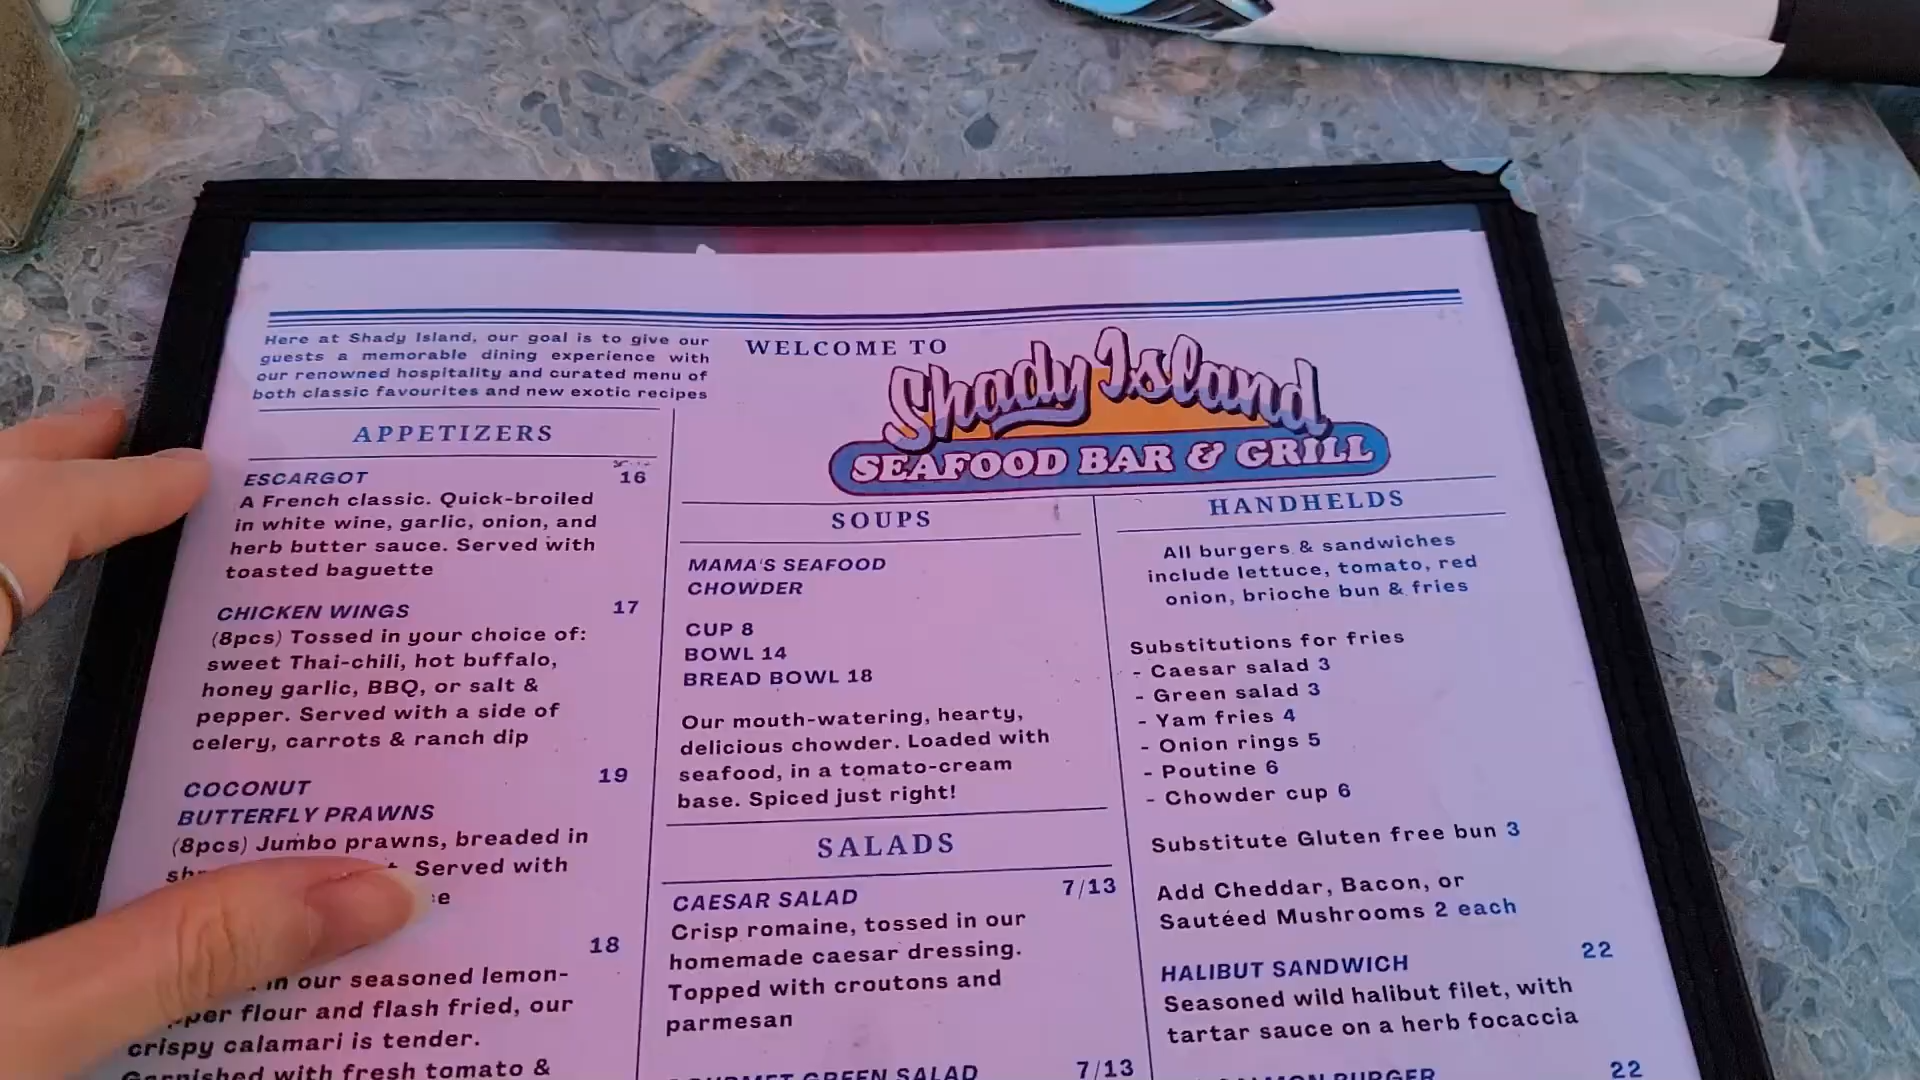 Here at Shady Island, our goal is to give our
guests a memorable dining experience with
our renowned hospitality and curated menu of
both classic favourites and new exotic recipes
WELCOME TO
Shady Island
SEAFOOD BAR & GRILL
APPETIZERS
ESCARGOT 16
A French classic. Quick-broiled
in white wine, garlic, onion, and
herb butter sauce. Served with
toasted baguette
CHICKEN WINGS 17
(8pcs) Tossed in your choice of:
sweet Thai-chili, hot buffalo,
honey garlic, BBQ, or salt &
pepper. Served with a side of
celery, carrots & ranch dip
COCONUT 19
BUTTERFLY PRAWNS
(8pcs) Jumbo prawns, breaded in
Served with
18
in our seasoned lemon-
flour and flash fried, our
crispy calamari is tender.
Garnished with fresh tomato &
SOUPS
MAMA'S SEAFOOD
CHOWDER
CUP 8
BOWL 14
BREAD BOWL 18
Our mouth-watering, hearty,
delicious chowder. Loaded with
seafood, in a tomato-cream
base. Spiced just right!
SALADS
CAESAR SALAD 7/13
Crisp romaine, tossed in our
homemade caesar dressing.
Topped with croutons and
parmesan
GREEN SALAD 7/13
HANDHELDS
All burgers & sandwiches
include lettuce, tomato, red
onion, brioche bun & fries
Substitutions for fries
- Caesar salad 3
- Green salad 3
- Yam fries 4
- Onion rings 5
- Poutine 6
- Chowder cup 6
Substitute Gluten free bun 3
Add Cheddar, Bacon, or
Sautéed Mushrooms 2 each
HALIBUT SANDWICH 22
Seasoned wild halibut filet, with
tartar sauce on a herb focaccia
BURGER 22